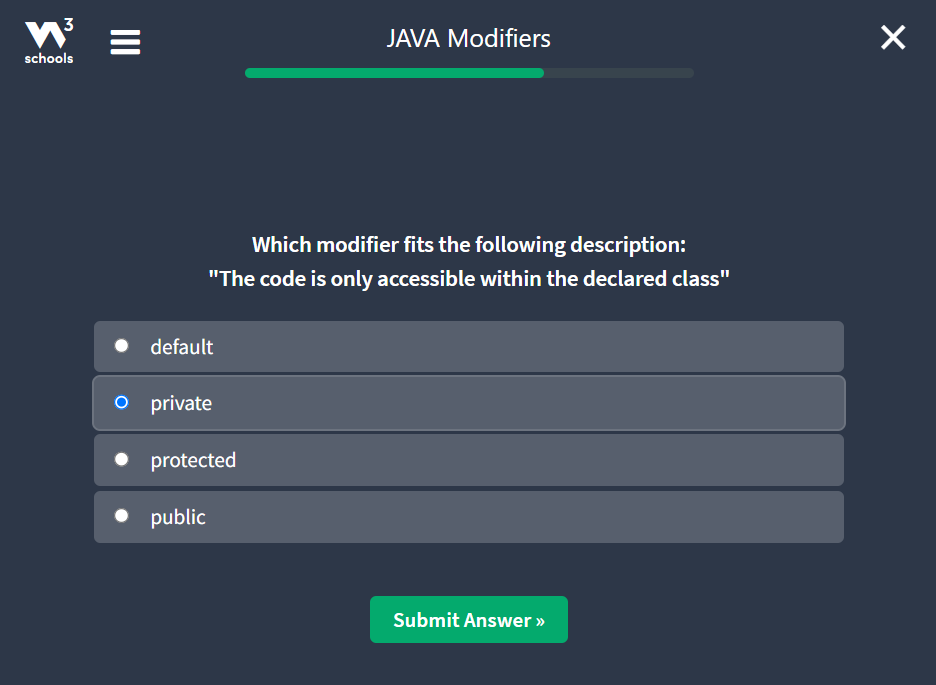 3
schools
JAVA Modifiers
Which modifier fits the following description:
"The code is only accessible within the declared class"
default
private
protected
public
Submit Answer »